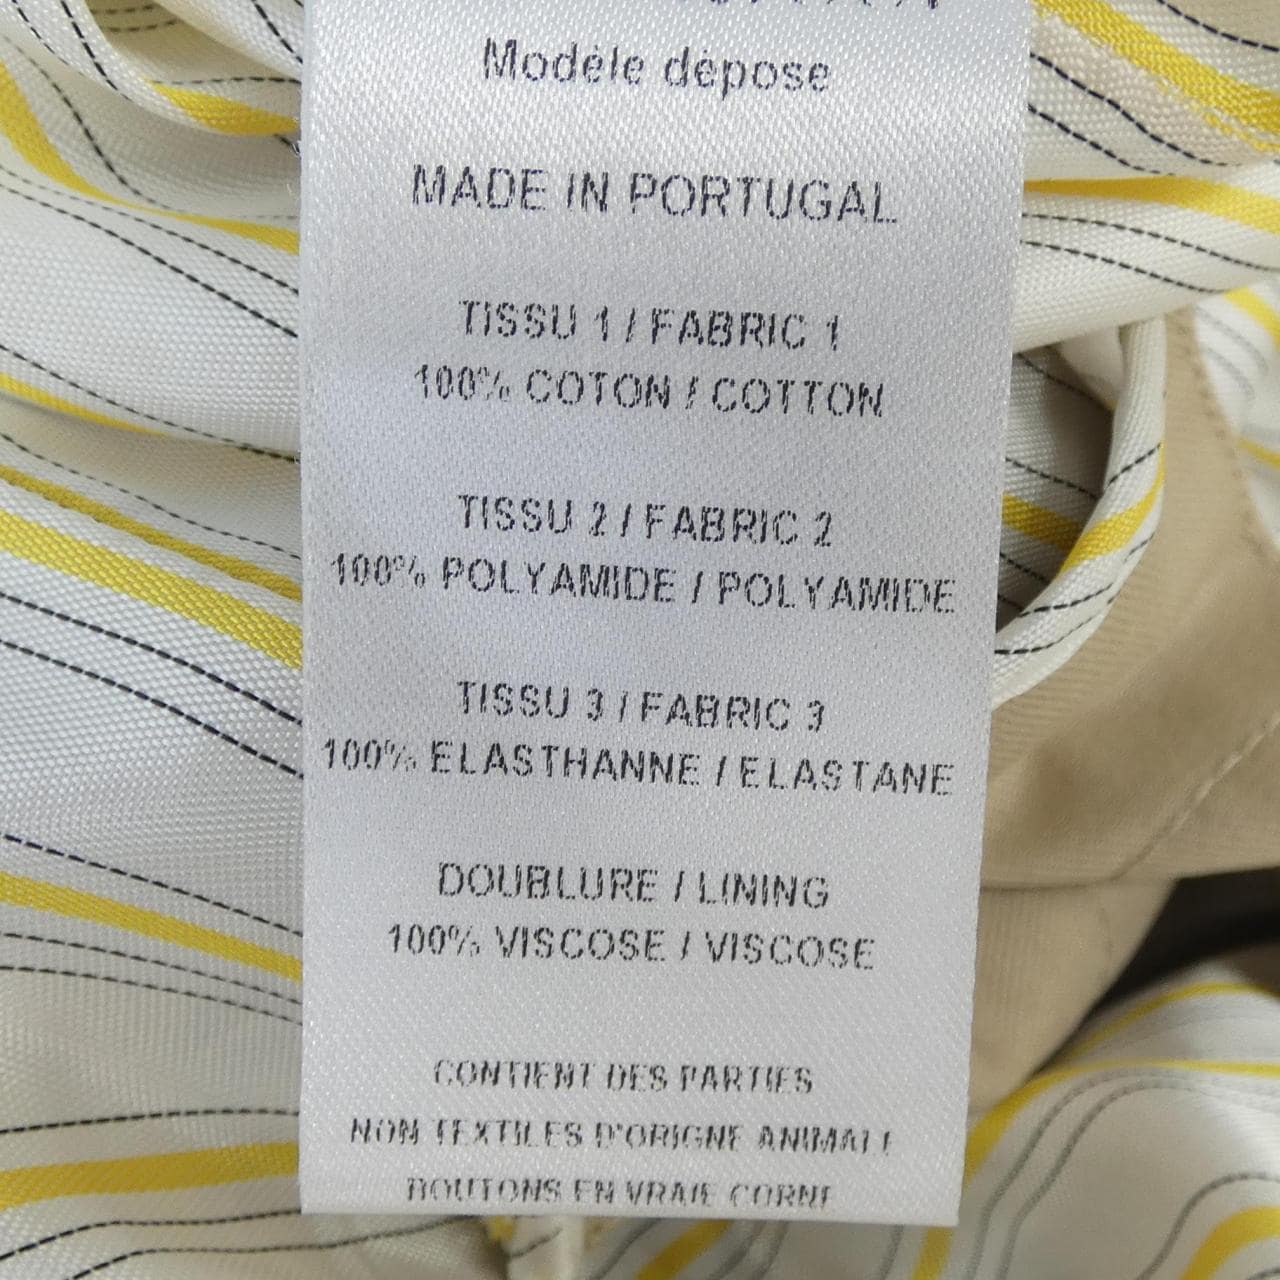 Modèle déposé
MADE IN PORTUGAL
TISSU 1 / FABRIC 1
100% COTON / COTTON
TISSU 2 / FABRIC 2
100% POLYAMIDE / POLYAMIDE
TISSU 3 / FABRIC 3
100% ELASTHANNE / ELASTANE
DOUBLURE / LINING
100% VISCOSE / VISCOSE
CONTIENT DES PARTIES
NON TEXTILES D'ORIGNE ANIMALE
BOUTONS EN VRAIE CORNE